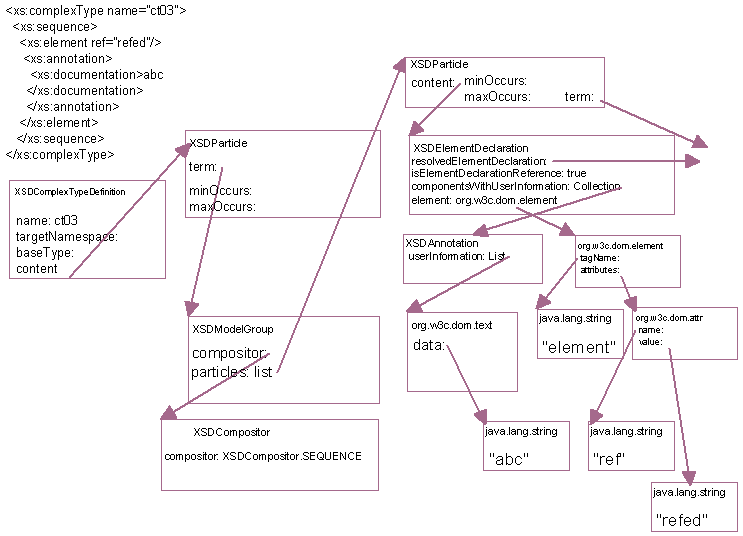 <xs:complexType name="ct03">
<xs:sequence>
<xs:element ref="refed"/>
<xs:annotation>
<xs:documentation>abc
</xs:documentation>
</xs:annotation>
</xs:element>
</xs:sequence>
</xs:complexType>
XSDComplexTypeDefinition
name: ct03
targetNamespace:
baseType:
content
XSDParticle
term:
minOccurs:
maxOccurs:
XSDModelGroup
compositor:
particles: list
XSDCompositor
compositor: XSDCompositor.SEQUENCE
XSDParticle
content: minOccurs:
maxOccurs: term:
XSDElementDeclaration
resolvedElementDeclaration:
isElementDeclarationReference: true
componentsWithUserInformation: Collection
element: org.w3c.dom.element
XSDAnnotation
userInformation: List
org.w3c.dom.element
tagName:
attributes:
org.w3c.dom.text
data:
java.lang.string
"element"
org.w3c.dom.attr
name:
value:
java.lang.string
"abc"
java.lang.string
"ref"
java.lang.string
"refed"